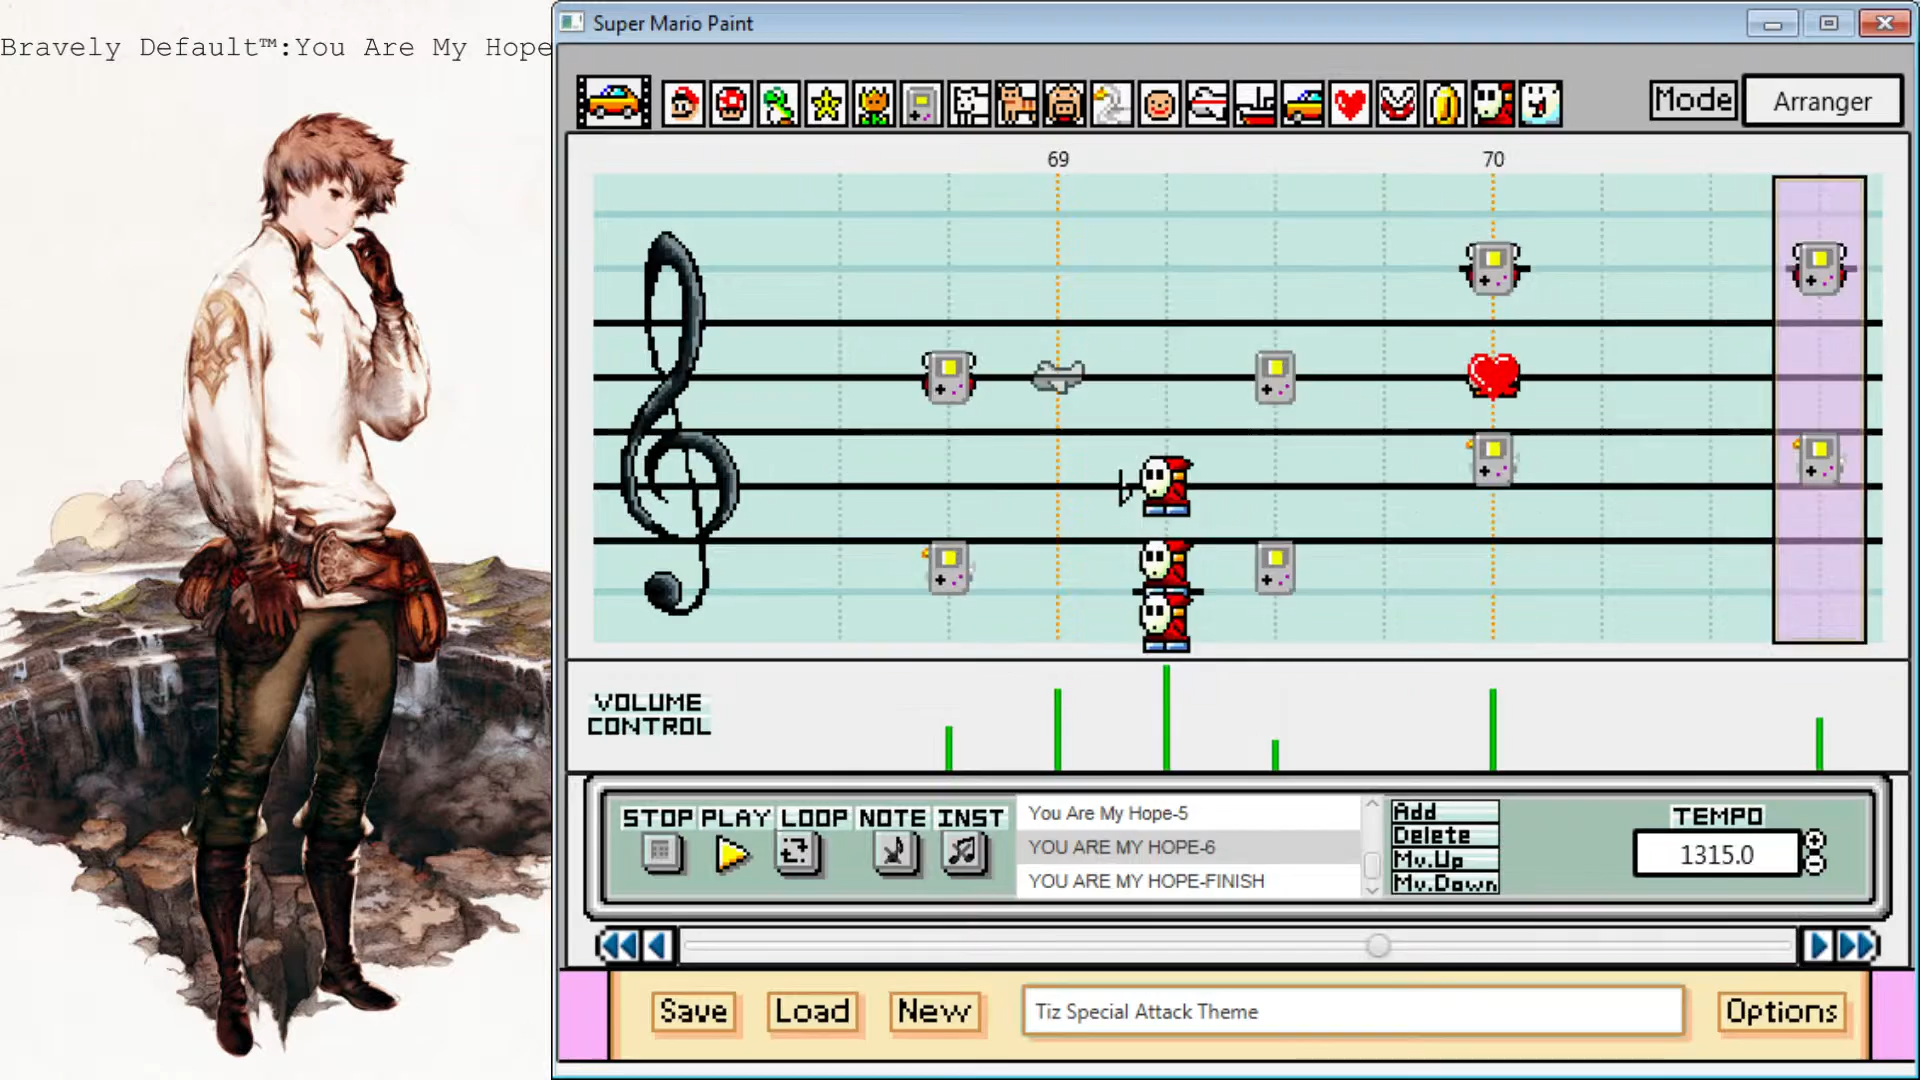 Bravely Default™:You Are My Hope
Super Mario Paint
Mode
Arranger
69
70
VOLUME
CONTROL
STOP
PLAY
LOOP
NOTE
INST
You Are My Hope-5
YOU ARE MY HOPE-6
YOU ARE MY HOPE-FINISH
Add
Delete
Mv.Up
Mv.Down
TEMPO
1315.0
Save
Load
New
Tiz Special Attack Theme
Options